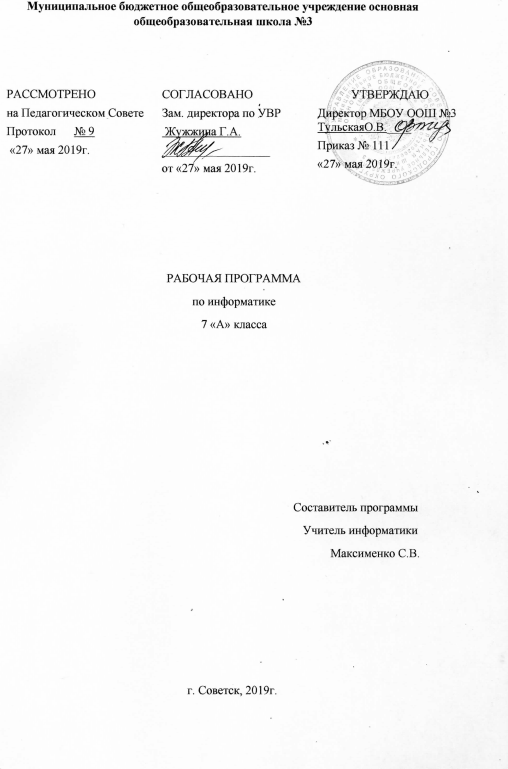 Муниципальное бюджетное общеобразовательное учреждение основная
общеобразовательная школа №3
РАССМОТРЕНО
на Педагогическом Совете
Протокол № 9
«27» мая 2019г.
СОГЛАСОВАНО
Зам. директора по УВР
Жужжина Г.А.
от «27» мая 2019г.
УТВЕРЖДАЮ
Директор МБОУ ООШ №3
ТульскаяО.В.
Приказ № 111
«27» мая 2019г.
РАБОЧАЯ ПРОГРАММА
по информатике
7 «А» класса
Составитель программы
Учитель информатики
Максименко С.В.
г. Советск, 2019г.